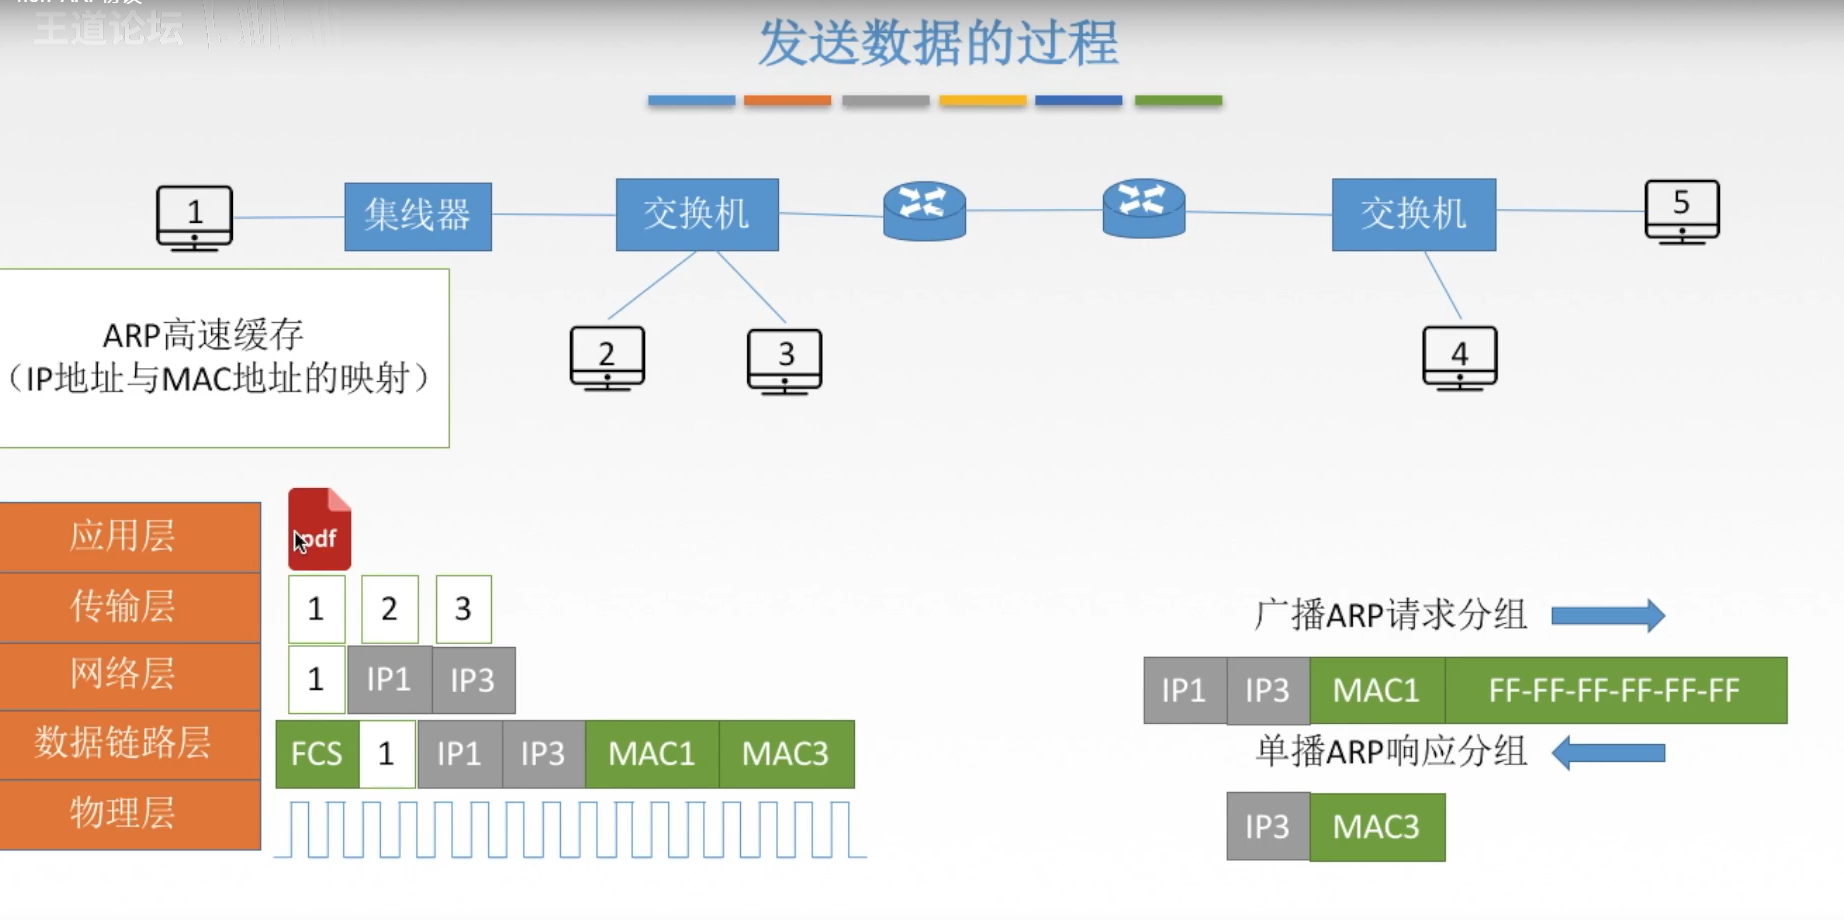 王道论坛
发送数据的过程
1
集线器
交换机
交换机
5
2
3
4
ARP高速缓存
（IP地址与MAC地址的映射）
应用层
pdf
传输层
1 2 3
网络层
1 IP1 IP3
数据链路层
FCS 1 IP1 IP3 MAC1 MAC3
物理层
广播ARP请求分组
IP1 IP3 MAC1 FF-FF-FF-FF-FF-FF
单播ARP响应分组
IP3 MAC3